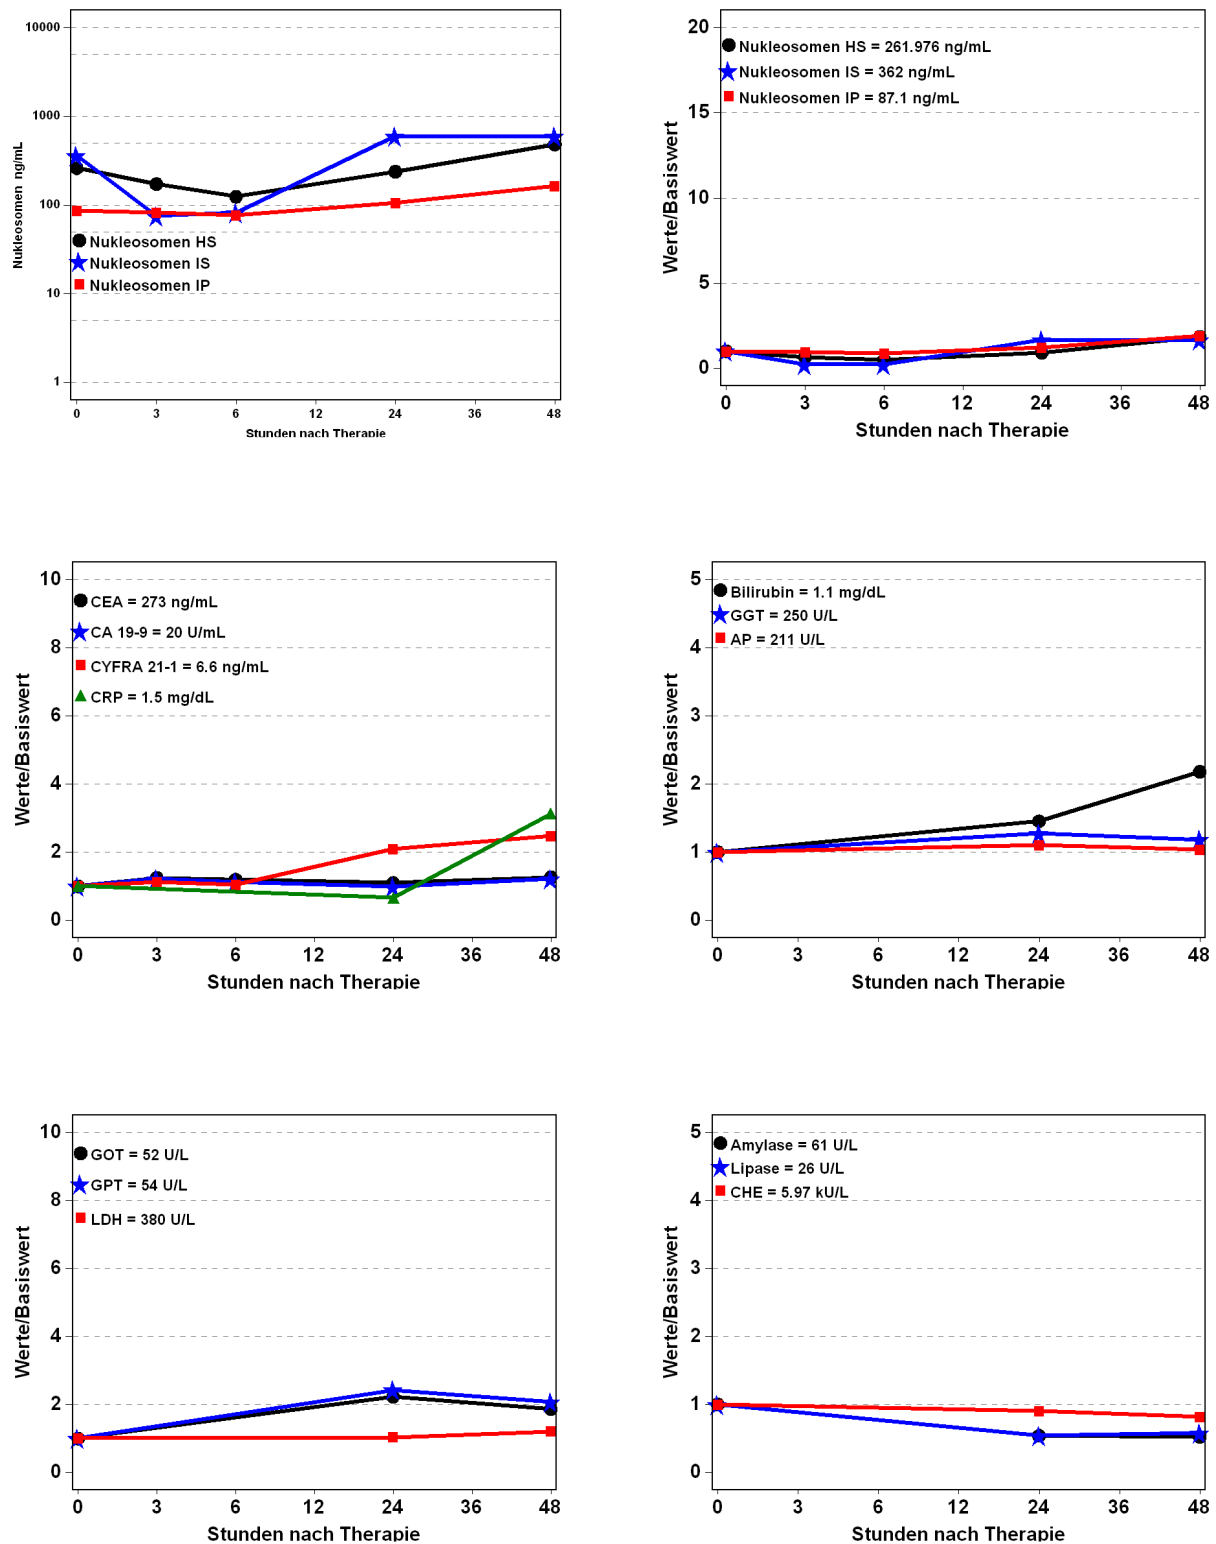 10000
1000
100
10
1
Nukleosomen ng/mL
Nukleosomen HS
Nukleosomen IS
Nukleosomen IP
0 3 6 12 24 36 48
Stunden nach Therapie
20
15
10
5
0
Werte/Basiswert
Nukleosomen HS = 261.976 ng/mL
Nukleosomen IS = 362 ng/mL
Nukleosomen IP = 87.1 ng/mL
0 3 6 12 24 36 48
Stunden nach Therapie
10
8
6
4
2
0
Werte/Basiswert
CEA = 273 ng/mL
CA 19-9 = 20 U/mL
CYFRA 21-1 = 6.6 ng/mL
CRP = 1.5 mg/dL
0 3 6 12 24 36 48
Stunden nach Therapie
5
4
3
2
1
0
Werte/Basiswert
Bilirubin = 1.1 mg/dL
GGT = 250 U/L
AP = 211 U/L
0 3 6 12 24 36 48
Stunden nach Therapie
10
8
6
4
2
0
Werte/Basiswert
GOT = 52 U/L
GPT = 54 U/L
LDH = 380 U/L
0 3 6 12 24 36 48
Stunden nach Therapie
5
4
3
2
1
0
Werte/Basiswert
Amylase = 61 U/L
Lipase = 26 U/L
CHE = 5.97 kU/L
0 3 6 12 24 36 48
Stunden nach Therapie